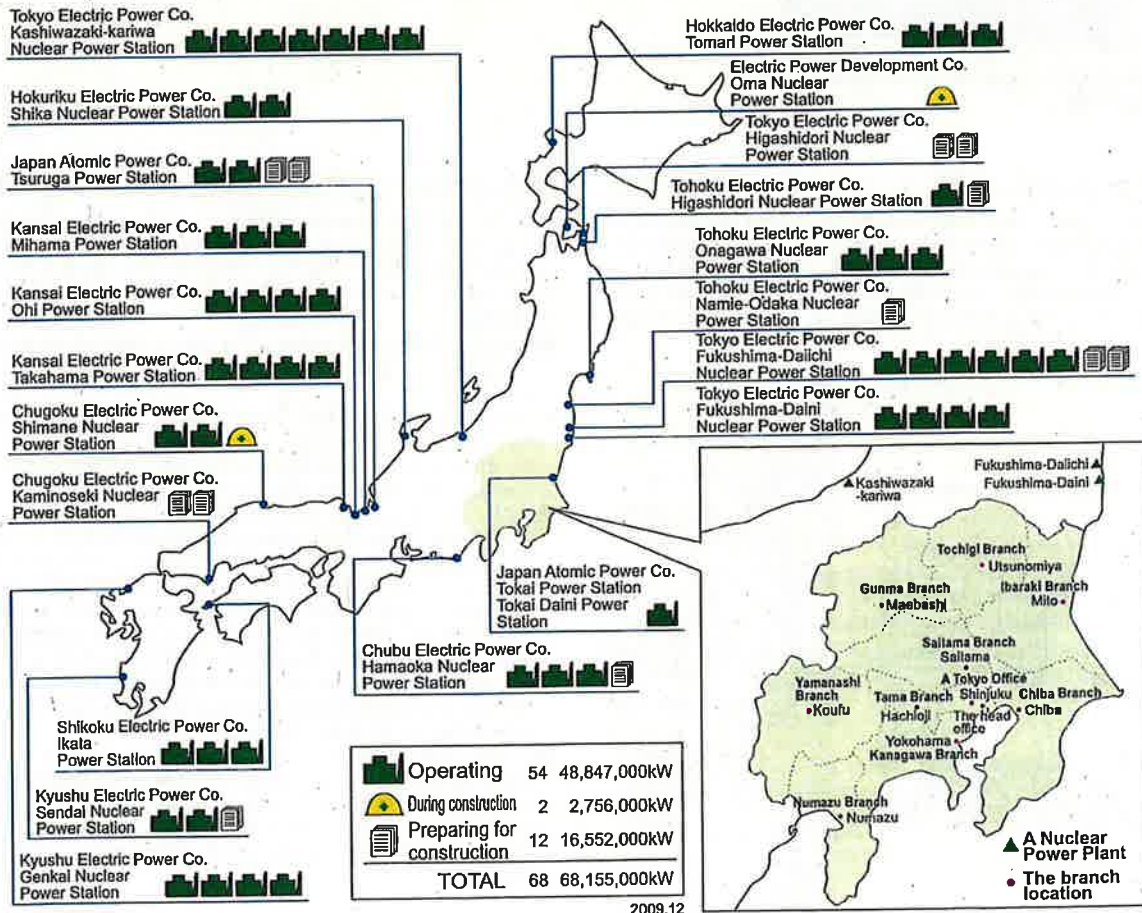 Tokyo Electric Power Co.
Kashiwazaki-kariwa
Nuclear Power Station
Hokuriku Electric Power Co.
Shika Nuclear Power Station
Japan Atomic Power Co.
Tsuruga Power Station
Kansai Electric Power Co.
Mihama Power Station
Kansai Electric Power Co.
Ohi Power Station
Kansai Electric Power Co.
Takahama Power Station
Chugoku Electric Power Co.
Shimane Nuclear
Power Station
Chugoku Electric Power Co.
Kaminoseki Nuclear
Power Station
Shikoku Electric Power Co.
Ikata
Power Station
Kyushu Electric Power Co.
Sendai Nuclear
Power Station
Kyushu Electric Power Co.
Genkai Nuclear
Power Station
Hokkaido Electric Power Co.
Tomari Power Station
Electric Power Development Co.
Oma Nuclear
Power Station
Tokyo Electric Power Co.
Higashidori Nuclear
Power Station
Tohoku Electric Power Co.
Higashidori Nuclear Power Station
Tohoku Electric Power Co.
Onagawa Nuclear
Power Station
Tohoku Electric Power Co.
Namie-Odaka Nuclear
Power Station
Tokyo Electric Power Co.
Fukushima-Daiichi
Nuclear Power Station
Tokyo Electric Power Co.
Fukushima-Daini
Nuclear Power Station
Japan Atomic Power Co.
Tokai Power Station
Tokai Daini Power
Station
Chubu Electric Power Co.
Hamaoka Nuclear
Power Station
Operating 54 48,847,000kW
During construction 2 2,756,000kW
Preparing for
construction 12 16,552,000kW
TOTAL 68 68,155,000kW
2009.12
Fukushima-Daiichi
Fukushima-Daini
Kashiwazaki
-kariwa
Tochigi Branch
Utsunomiya
Ibaraki Branch
Mito
Gunma Branch
Maebashi
Saitama Branch
Saitama
A Tokyo Office
Shinjuku
Chiba Branch
Chiba
Yamanashi
Branch
Koufu
Tama Branch
Hachioji
The head
office
Yokohama
Kanagawa Branch
Numazu Branch
Numazu
A Nuclear
Power Plant
The branch
location